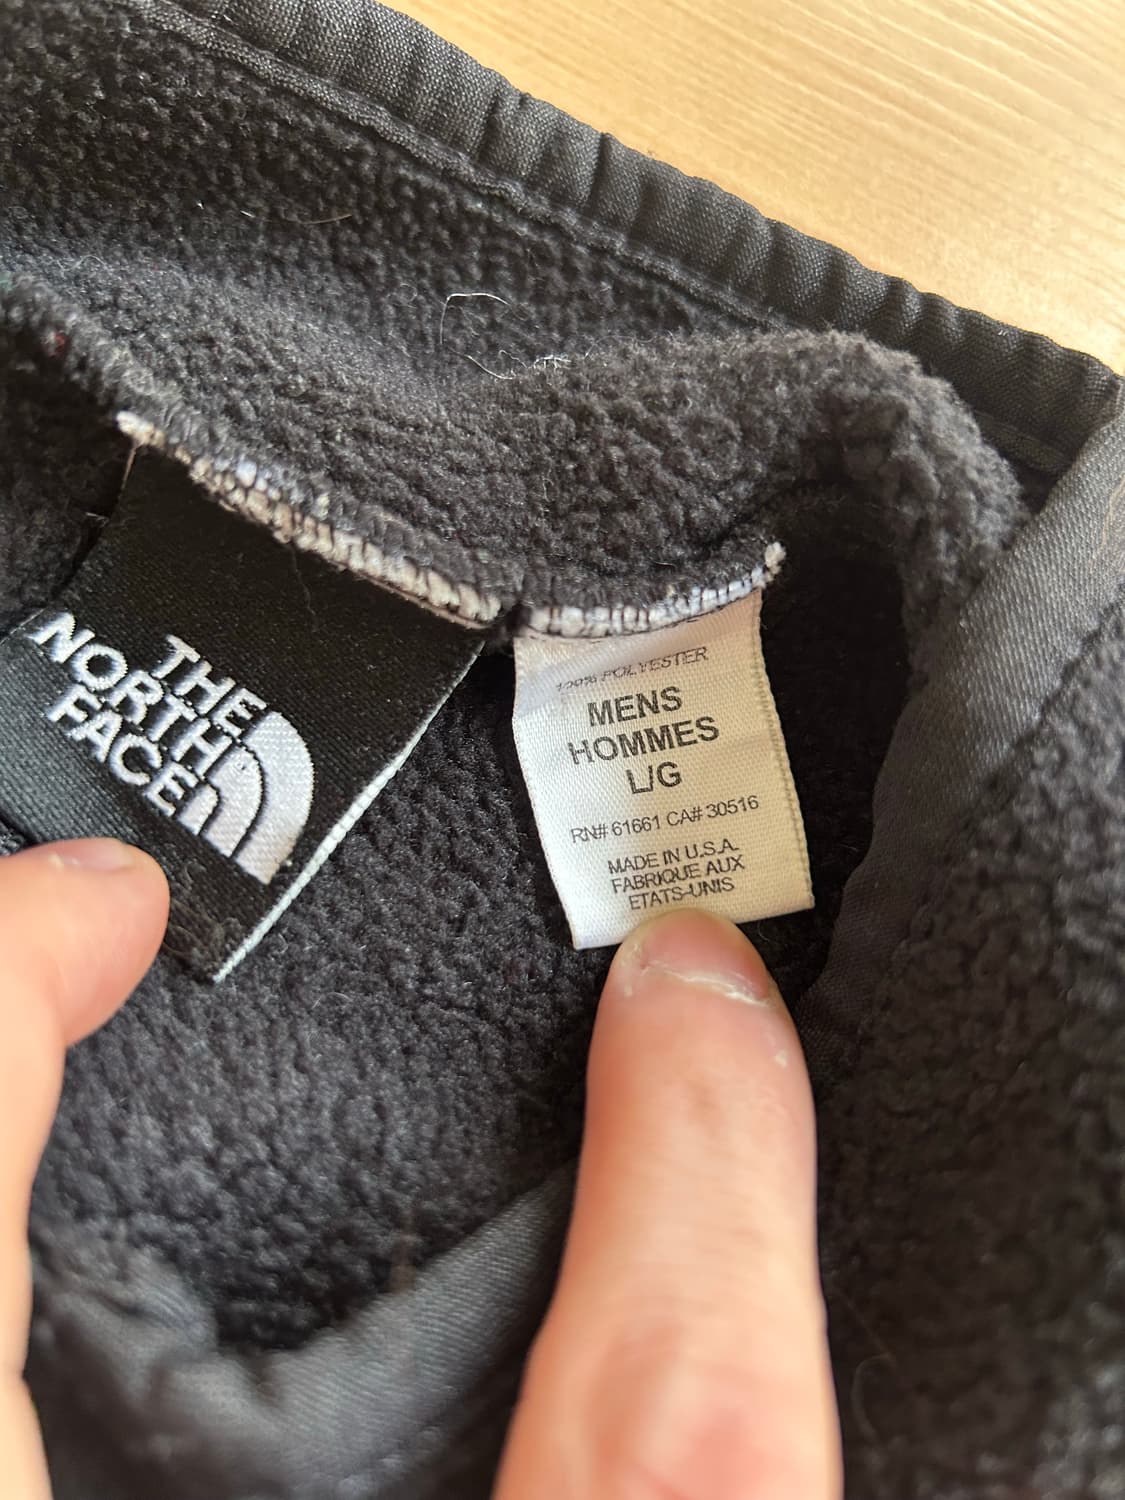 THE
NORTH
FACE
100% POLYESTER
MENS
HOMMES
L/G
RN# 61661 CA# 30516
MADE IN U.S.A.
FABRIQUE AUX
ETATS-UNIS